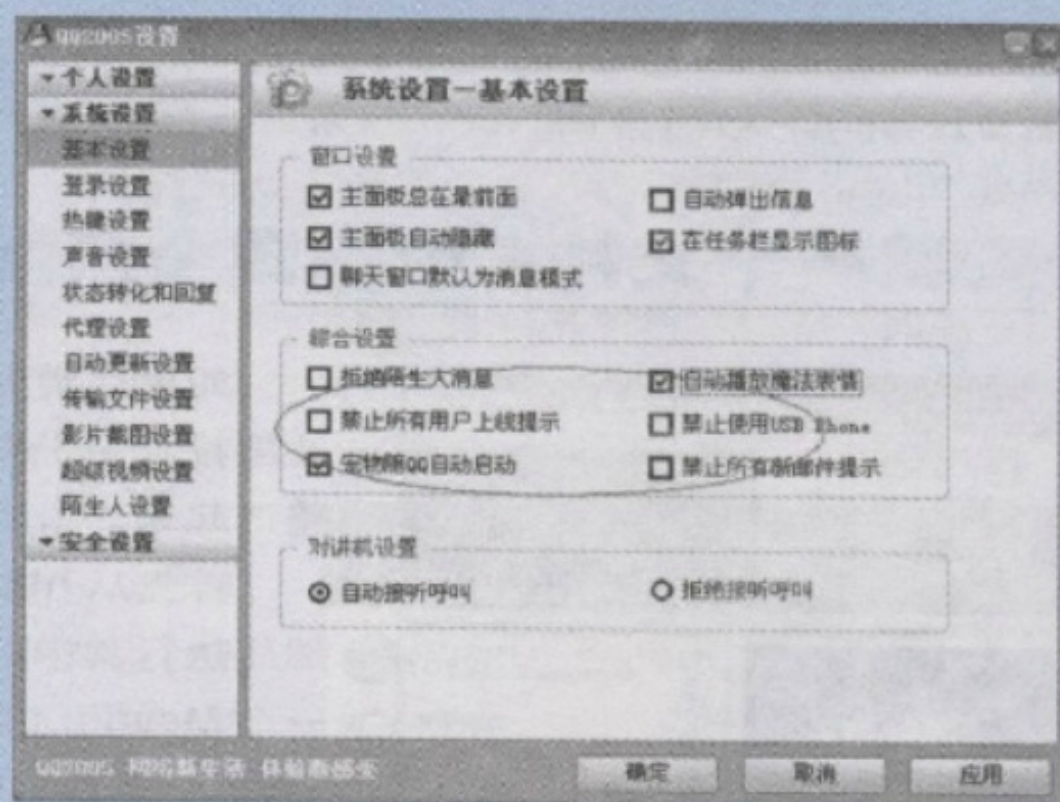 QQ2005设置
个人设置
系统设置
基本设置
登录设置
热键设置
声音设置
状态转化和回复
代理设置
自动更新设置
传输文件设置
影片截图设置
超级视频设置
陌生人设置
安全设置
系统设置—基本设置
窗口设置
主面板总在最前面 自动弹出信息
主面板自动隐藏 在任务栏显示图标
聊天窗口默认为消息模式
综合设置
拒绝陌生人消息 自动播放魔法表情
禁止所有用户上线提示 禁止使用USB Phone
宠物随QQ自动启动 禁止所有新邮件提示
对讲机设置
自动接听呼叫 拒绝接听呼叫
QQ2005 网络新生活 体验新感受
确定 取消 应用